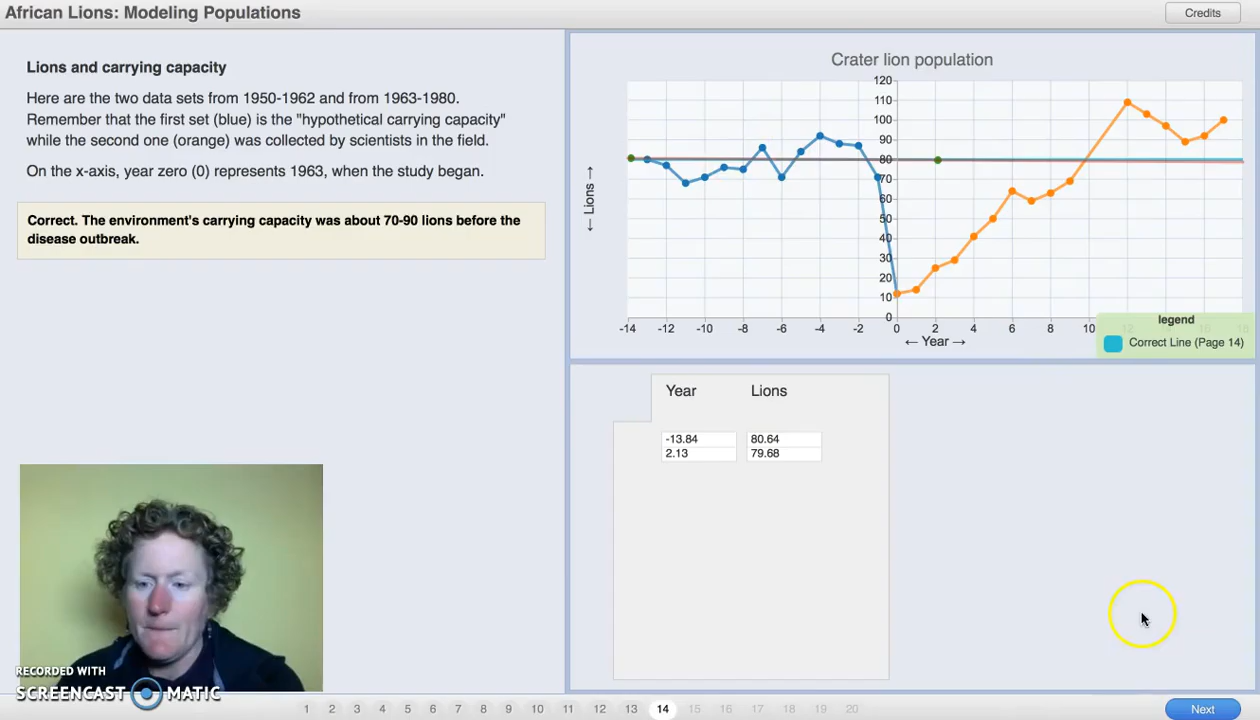 African Lions: Modeling Populations
Credits
Lions and carrying capacity
Here are the two data sets from 1950-1962 and from 1963-1980.
Remember that the first set (blue) is the "hypothetical carrying capacity"
while the second one (orange) was collected by scientists in the field.
On the x-axis, year zero (0) represents 1963, when the study began.
Correct. The environment's carrying capacity was about 70-90 lions before the
disease outbreak.
Crater lion population
120
110
100
90
80
70
60
50
40
30
20
10
0
← Lions →
-14 -12 -10 -8 -6 -4 -2 0 2 4 6 8 10 12 14 16 18
← Year →
legend
Correct Line (Page 14)
Year Lions
-13.84 80.64
2.13 79.68
RECORDED WITH
SCREENCAST MATIC
1 2 3 4 5 6 7 8 9 10 11 12 13 14 15 16 17 18 19 20
Next